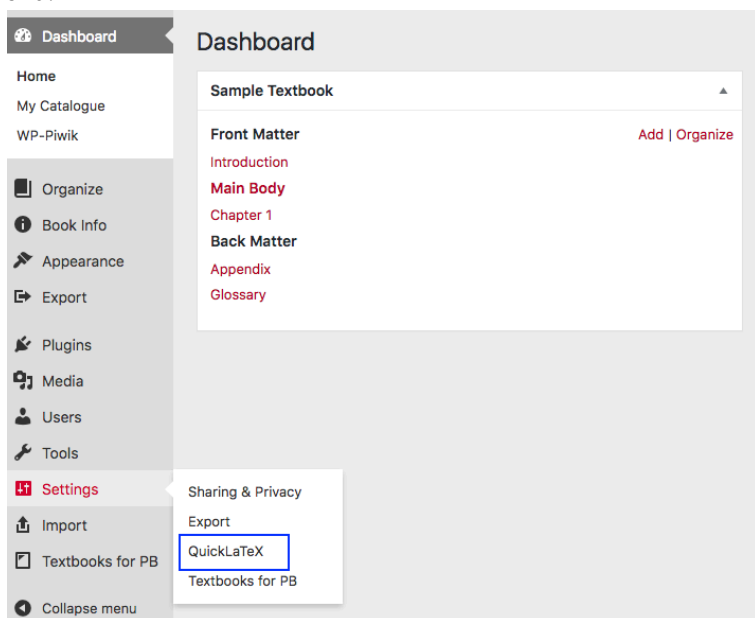 Dashboard
Home
My Catalogue
WP-Piwik
Organize
Book Info
Appearance
Export
Plugins
Media
Users
Tools
Settings
Import
Textbooks for PB
Collapse menu
Dashboard
Sample Textbook
Front Matter
Add | Organize
Introduction
Main Body
Chapter 1
Back Matter
Appendix
Glossary
Sharing & Privacy
Export
QuickLaTeX
Textbooks for PB